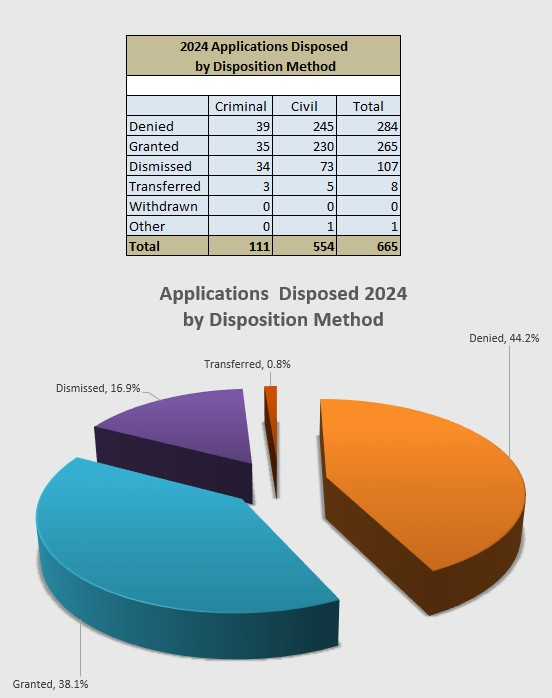 2024 Applications Disposed
by Disposition Method
Criminal Civil Total
Denied 39 245 284
Granted 35 230 265
Dismissed 34 73 107
Transferred 3 5 8
Withdrawn 0 0 0
Other 0 1 1
Total 111 554 665
Applications Disposed 2024
by Disposition Method
Denied, 44.2%
Transferred, 0.8%
Dismissed, 16.9%
Granted, 38.1%